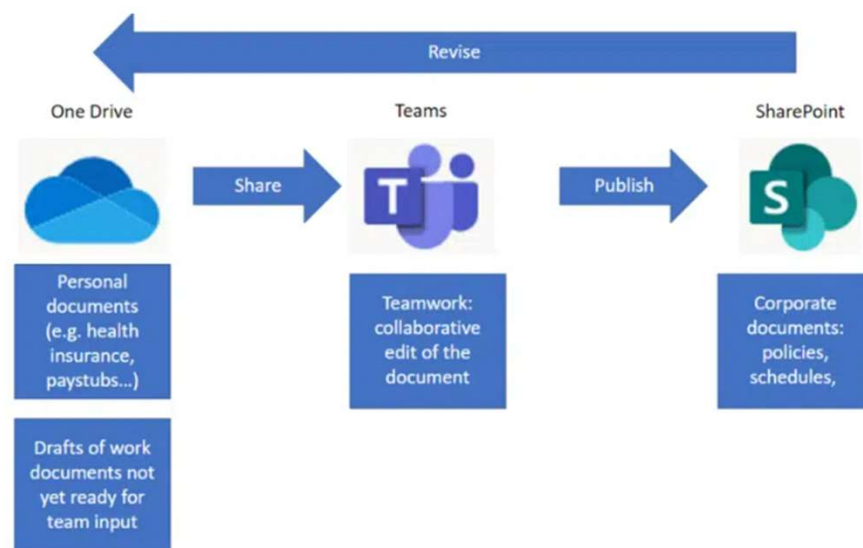 Revise
One Drive
Teams
SharePoint
Share
T
Publish
S
Personal
documents
(e.g. health
insurance,
paystubs...)
Teamwork:
collaborative
edit of the
document
Corporate
documents:
policies,
schedules,
Drafts of work
documents not
yet ready for
team input